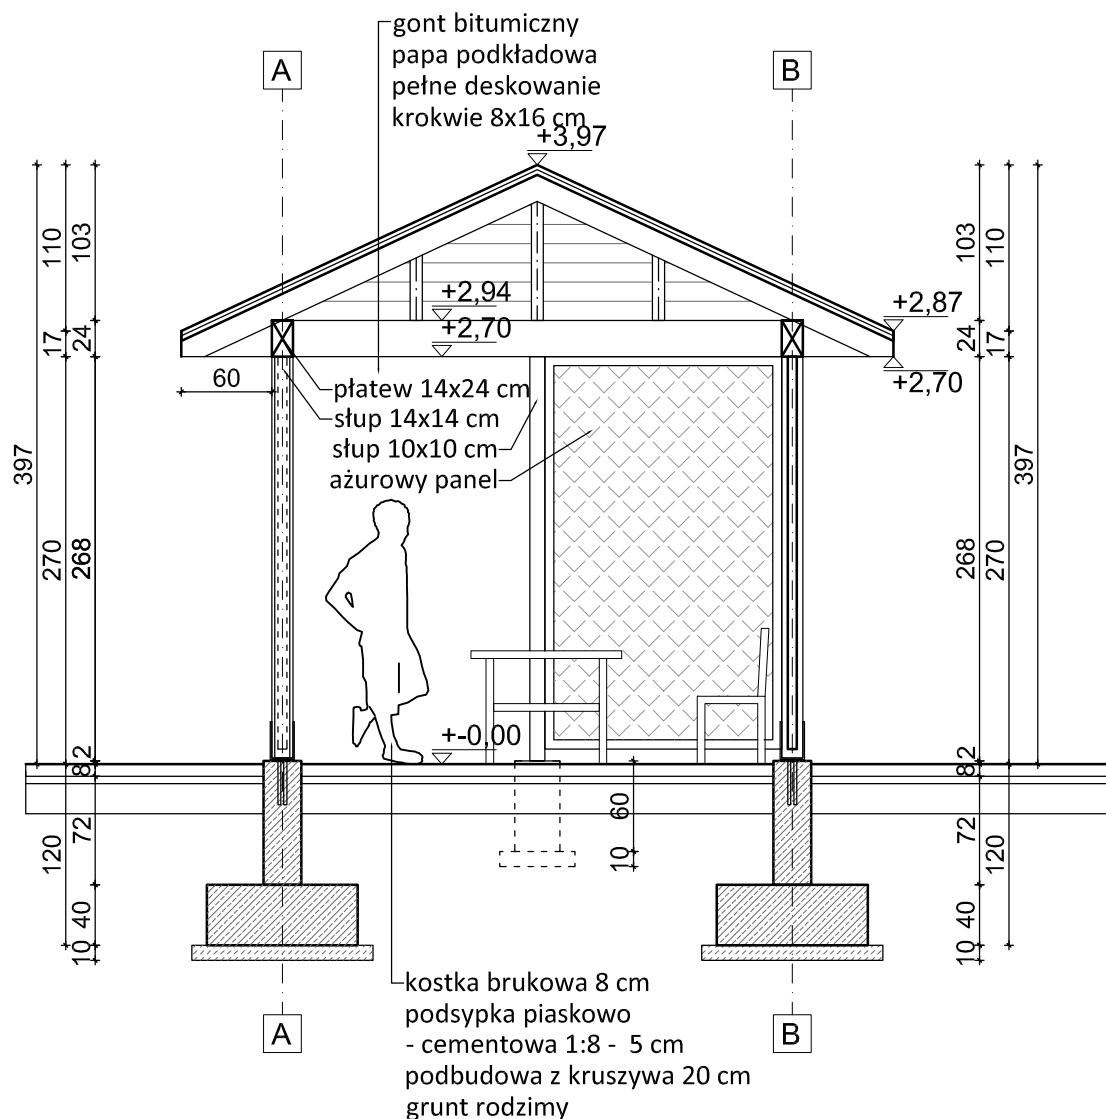 gont bitumiczny
papa podkładowa
pełne deskowanie
krokwie 8x16 cm
A
B
+3,97
103
110
103
110
+2,94
+2,87
+2,70
24
17
24
17
+2,70
60
płatew 14x24 cm
słup 14x14 cm
słup 10x10 cm
ażurowy panel
397
397
270
268
268
270
+-0,00
82
82
60
72
72
120
120
10
40
40
10
10
kostka brukowa 8 cm
podsypka piaskowo
- cementowa 1:8 - 5 cm
podbudowa z kruszywa 20 cm
grunt rodzimy
A
B